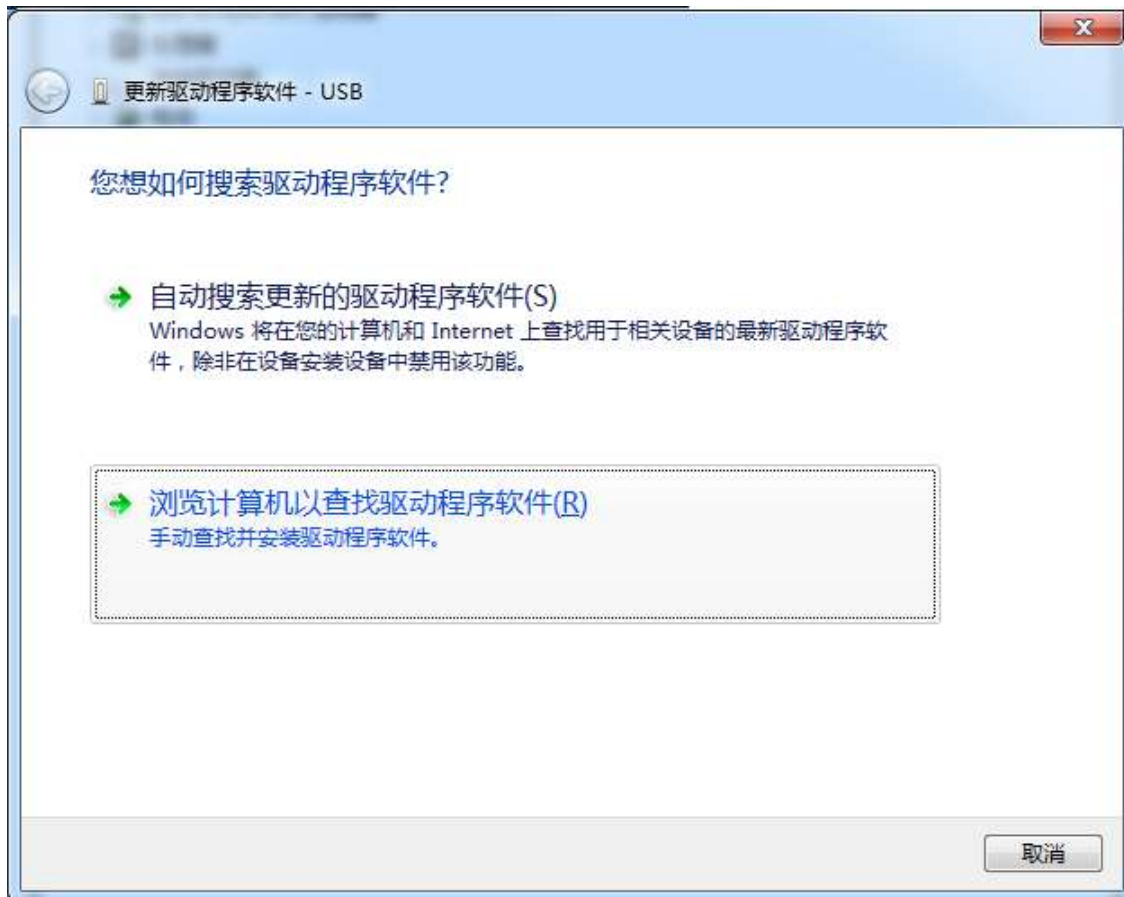 更新驱动程序软件 - USB
您想如何搜索驱动程序软件?
自动搜索更新的驱动程序软件(S)
Windows 将在您的计算机和 Internet 上查找用于相关设备的最新驱动程序软
件，除非在设备安装设备中禁用该功能。
浏览计算机以查找驱动程序软件(R)
手动查找并安装驱动程序软件。
取消